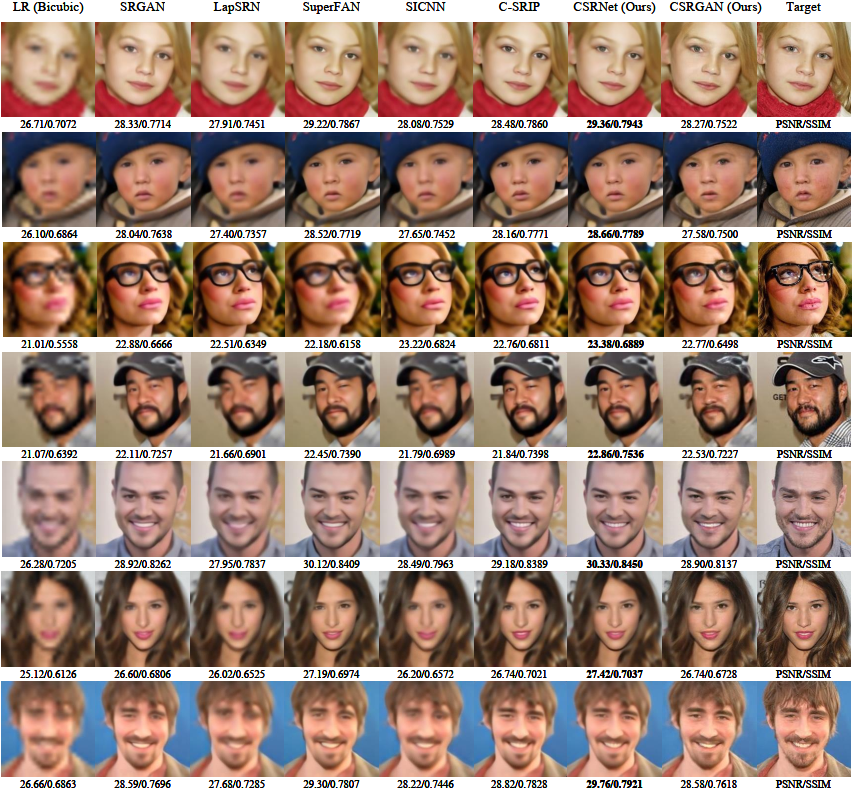 LR (Bicubic) SRGAN LapSRN SuperFAN SICNN C-SRIP CSRNet (Ours) CSRGAN (Ours) Target
26.71/0.7072 28.33/0.7714 27.91/0.7451 29.22/0.7867 28.08/0.7529 28.48/0.7860 29.36/0.7943 28.27/0.7522 PSNR/SSIM
26.10/0.6864 28.04/0.7638 27.40/0.7357 28.52/0.7719 27.65/0.7452 28.16/0.7771 28.66/0.7789 27.58/0.7500 PSNR/SSIM
21.01/0.5558 22.88/0.6666 22.51/0.6349 22.18/0.6158 23.22/0.6824 22.76/0.6811 23.38/0.6889 22.77/0.6498 PSNR/SSIM
GET
21.07/0.6392 22.11/0.7257 21.66/0.6901 22.45/0.7390 21.79/0.6989 21.84/0.7398 22.86/0.7536 22.53/0.7227 PSNR/SSIM
26.28/0.7205 28.92/0.8262 27.95/0.7837 30.12/0.8409 28.49/0.7963 29.18/0.8389 30.33/0.8450 28.90/0.8137 PSNR/SSIM
25.12/0.6126 26.60/0.6806 26.02/0.6525 27.19/0.6974 26.20/0.6572 26.74/0.7021 27.42/0.7037 26.74/0.6728 PSNR/SSIM
26.66/0.6863 28.59/0.7696 27.68/0.7285 29.30/0.7807 28.22/0.7446 28.82/0.7828 29.76/0.7921 28.58/0.7618 PSNR/SSIM